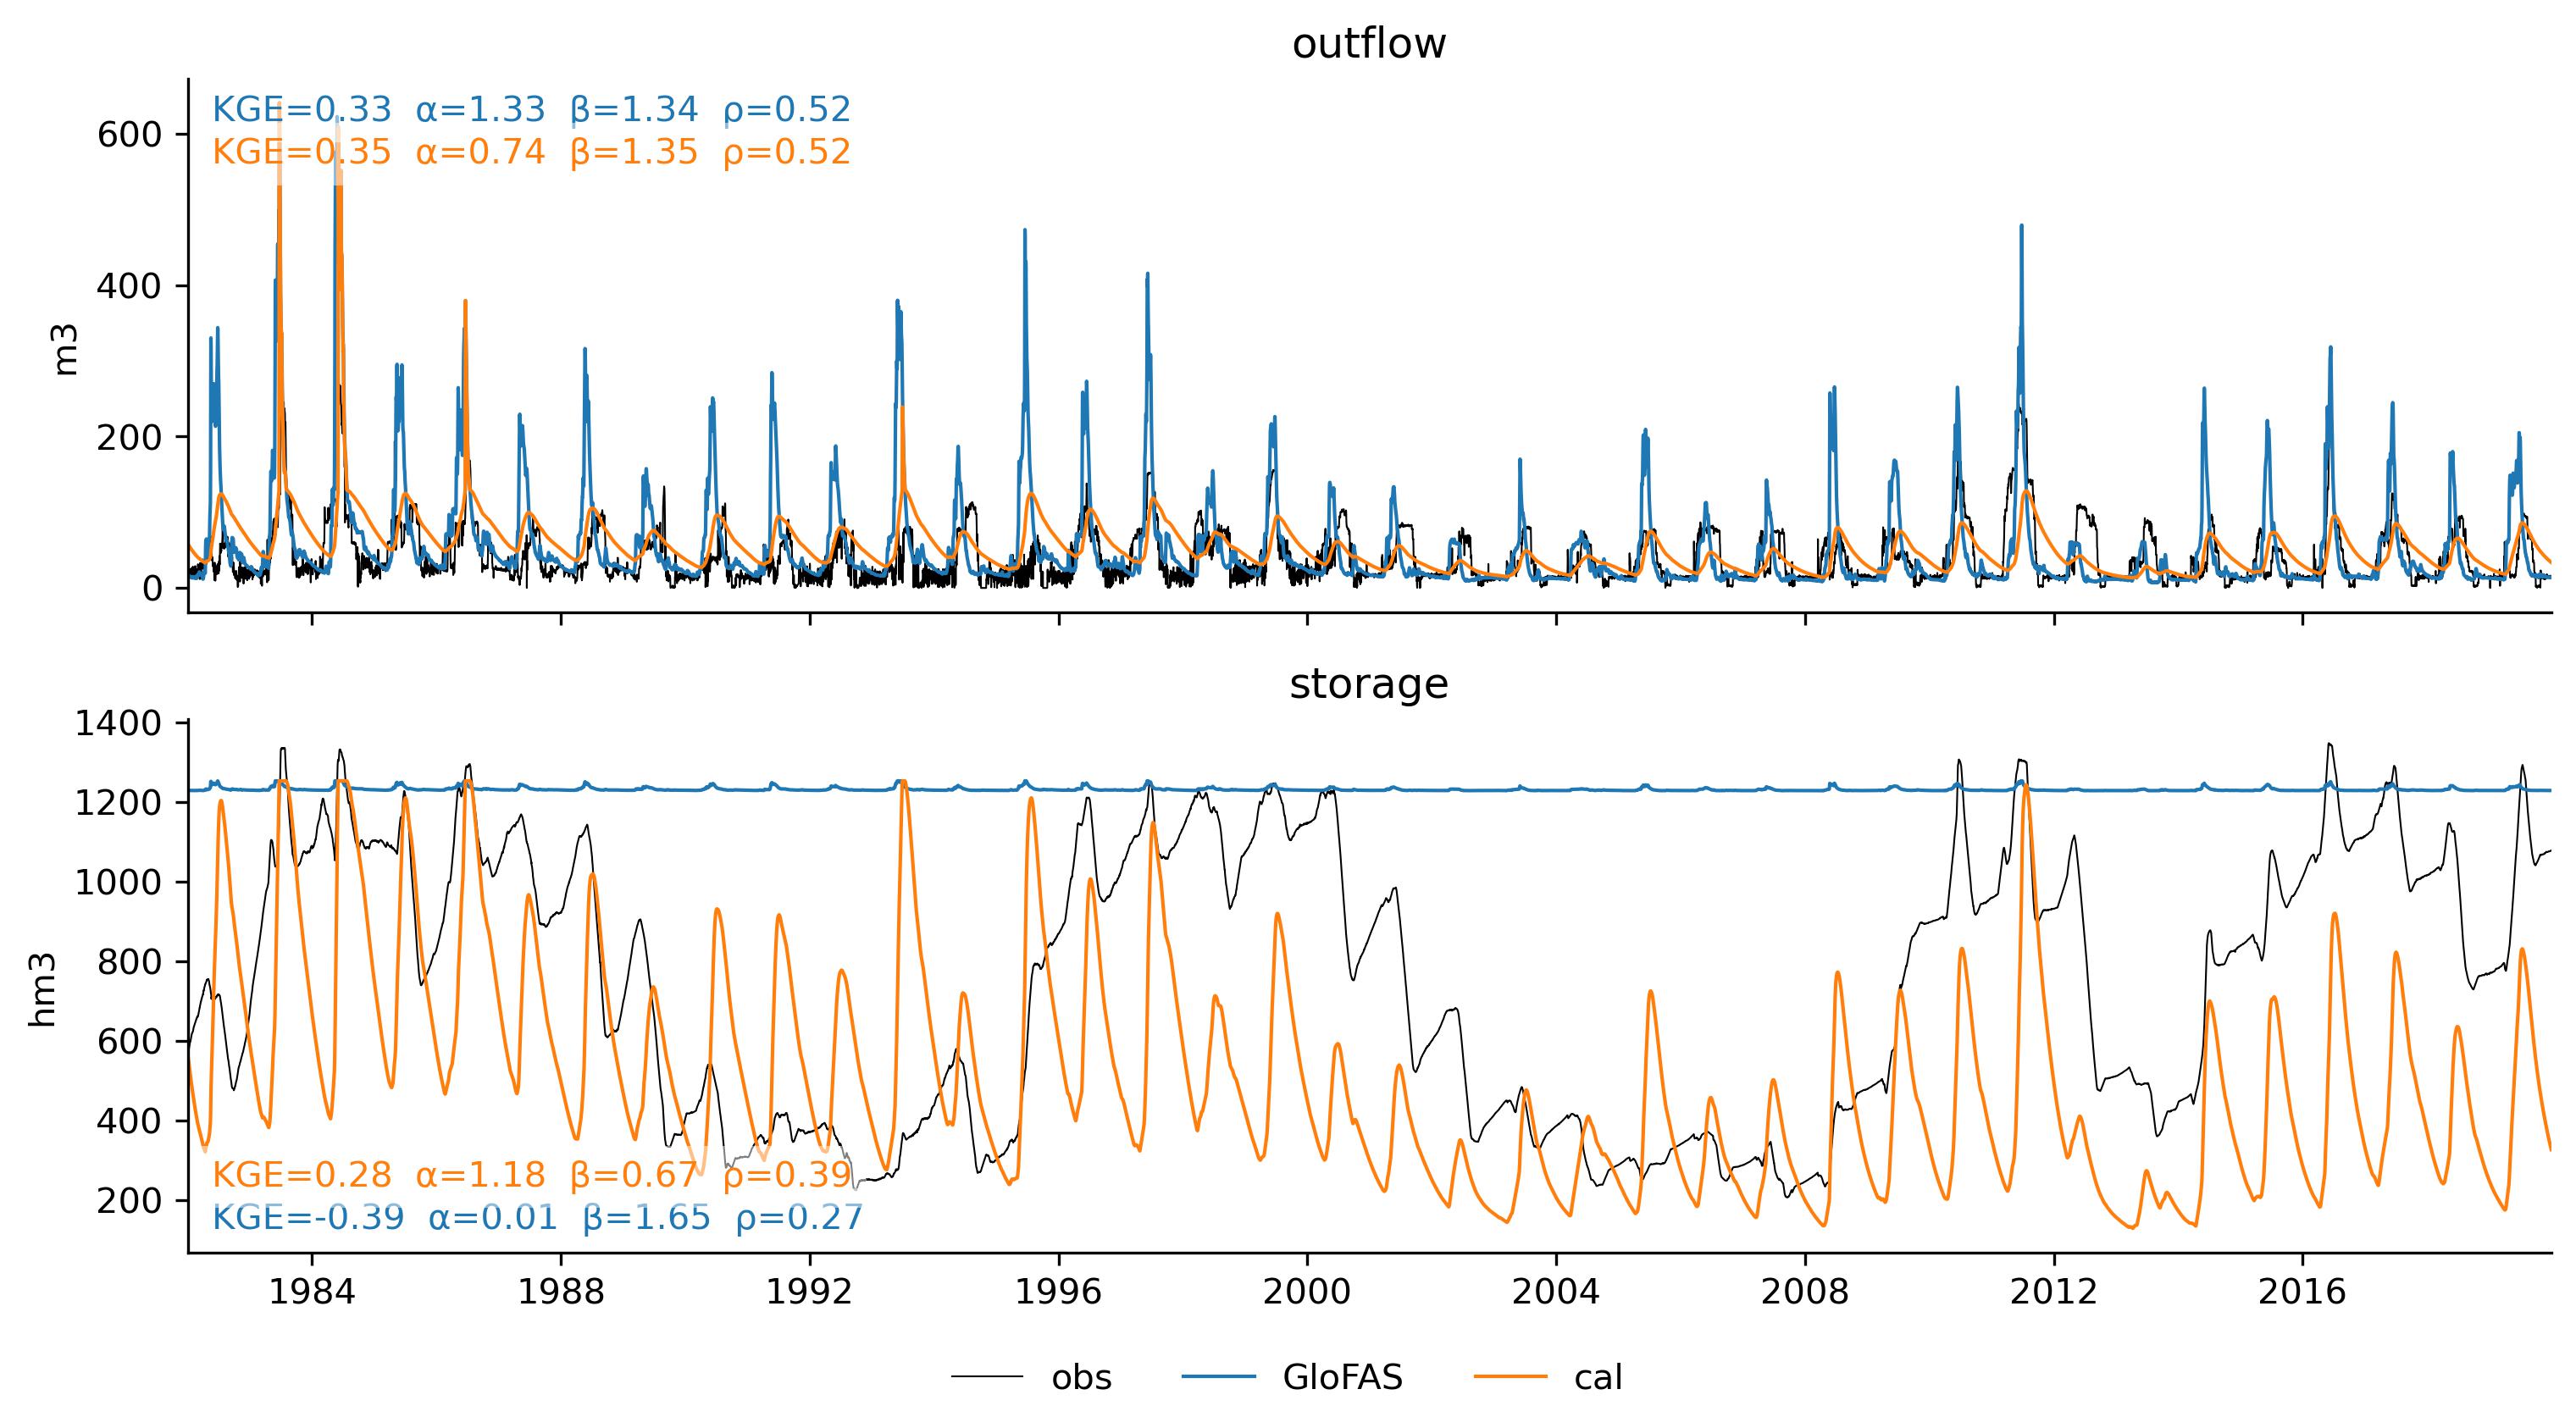 outflow
KGE=0.33 α=1.33 β=1.34 ρ=0.52
KGE=0.35 α=0.74 β=1.35 ρ=0.52
600
400
200
0
m3
storage
1400
1200
1000
800
600
400
200
hm3
KGE=0.28 α=1.18 β=0.67 ρ=0.39
KGE=-0.39 α=0.01 β=1.65 ρ=0.27
1984 1988 1992 1996 2000 2004 2008 2012 2016
obs GloFAS cal